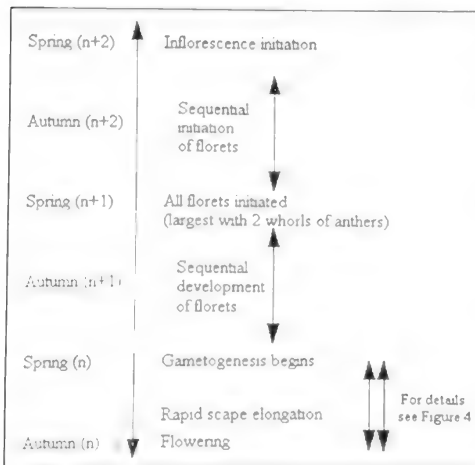 Spring (n+2) Inflorescence initiation
Sequential
Autumn (n+2) initiation
of florets
Spring (n+1) All florets initiated
(largest with 2 whorls of anthers)
Sequential
Autumn (n+1) development
of florets
Spring (n) Gametogenesis begins
For details
Rapid scape elongation see Figure 4
Autumn (n) Flowering